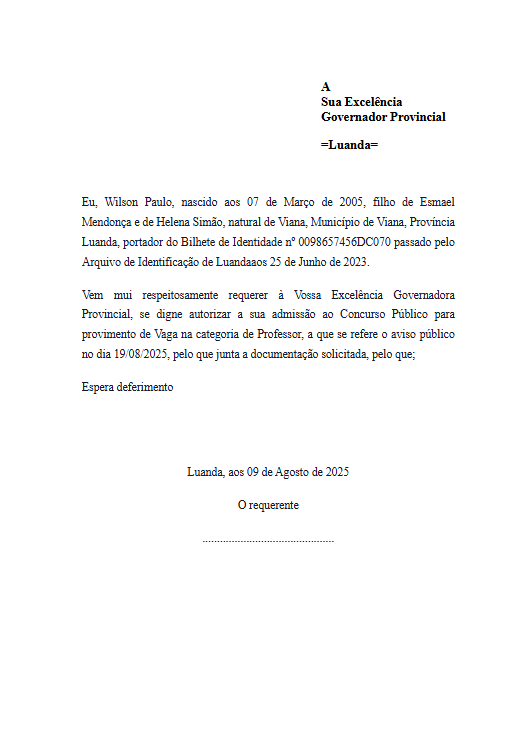 A
Sua Excelência
Governador Provincial
=Luanda=
Eu, Wilson Paulo, nascido aos 07 de Março de 2005, filho de Esmael
Mendonça e de Helena Simão, natural de Viana, Município de Viana, Província
Luanda, portador do Bilhete de Identidade nº 0098657456DC070 passado pelo
Arquivo de Identificação de Luandaaos 25 de Junho de 2023.
Vem mui respeitosamente requerer à Vossa Excelência Governadora
Provincial, se digne autorizar a sua admissão ao Concurso Público para
provimento de Vaga na categoria de Professor, a que se refere o aviso público
no dia 19/08/2025, pelo que junta a documentação solicitada, pelo que;
Espera deferimento
Luanda, aos 09 de Agosto de 2025
O requerente
.............................................